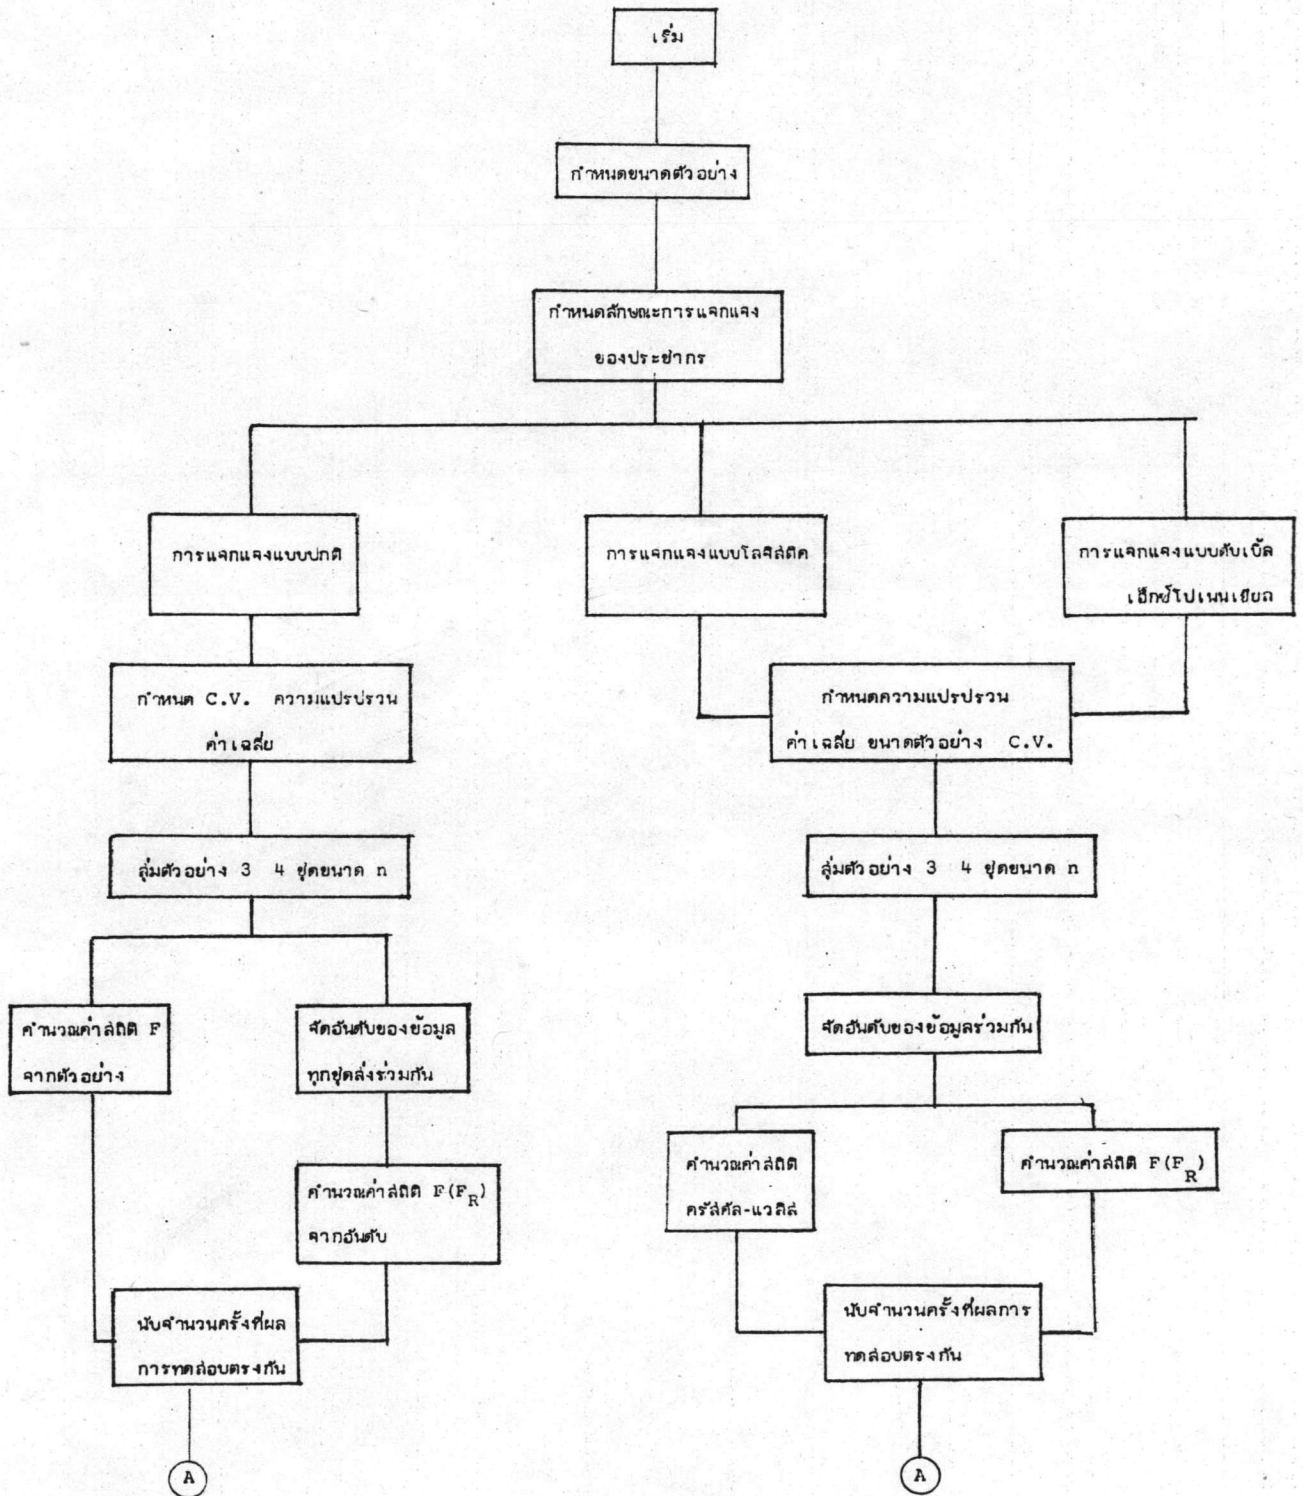 เริ่ม
กำหนดขนาดตัวอย่าง
กำหนดลักษณะการแจกแจง
ของประชากร
การแจกแจงแบบปกติ
การแจกแจงแบบโลจิสติค
การแจกแจงแบบดับเบิ้ล
เอ็กซ์โปเนนเชียล
กำหนด C.V. ความแปรปรวน
ค่าเฉลี่ย
กำหนดความแปรปรวน
ค่าเฉลี่ย ขนาดตัวอย่าง C.V.
สุ่มตัวอย่าง 3 4 ชุดขนาด n
สุ่มตัวอย่าง 3 4 ชุดขนาด n
คำนวณค่าสถิติ F
จากตัวอย่าง
จัดอันดับของข้อมูล
ทุกชุดส่งร่วมกัน
จัดอันดับของข้อมูลร่วมกัน
คำนวณค่าสถิติ F(F_R)
จากอันดับ
คำนวณค่าสถิติ
ครัสคัล-แวลิส
คำนวณค่าสถิติ F(F_R)
นับจำนวนครั้งที่ผล
การทดสอบตรงกัน
นับจำนวนครั้งที่ผลการ
ทดสอบตรงกัน
A
A